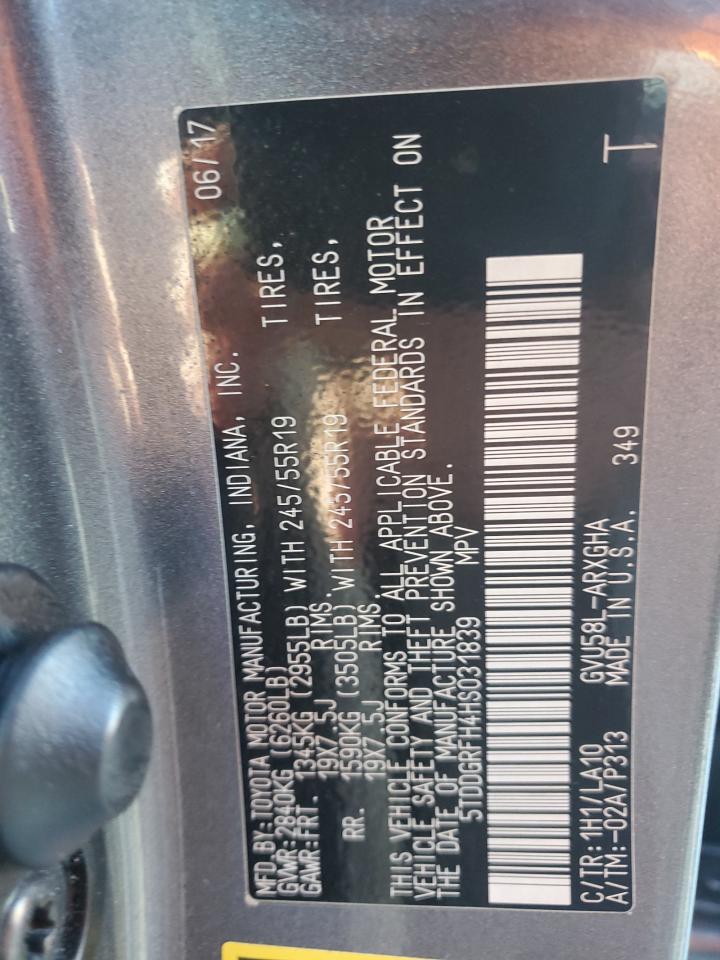 MFD.BY:TOYOTA MOTOR MANUFACTURING, INDIANA, INC. 06/17
GVWR:2840KG (6260LB)
GAWR:FRT. 1345KG (2955LB) WITH 245/55R19 TIRES,
19X7.5J RIMS.
RR. 1590KG (3505LB) WITH 245/55R19 TIRES,
19X7.5J RIMS.
THIS VEHICLE CONFORMS TO ALL APPLICABLE FEDERAL MOTOR
VEHICLE SAFETY AND THEFT PREVENTION STANDARDS IN EFFECT ON
THE DATE OF MANUFACTURE SHOWN ABOVE.
5TDDGRFH4HS031839 MPV
C/TR:1H1/LA10 GVU58L-ARXGHA
A/TM:-02A/P313 MADE IN U.S.A. 349 T